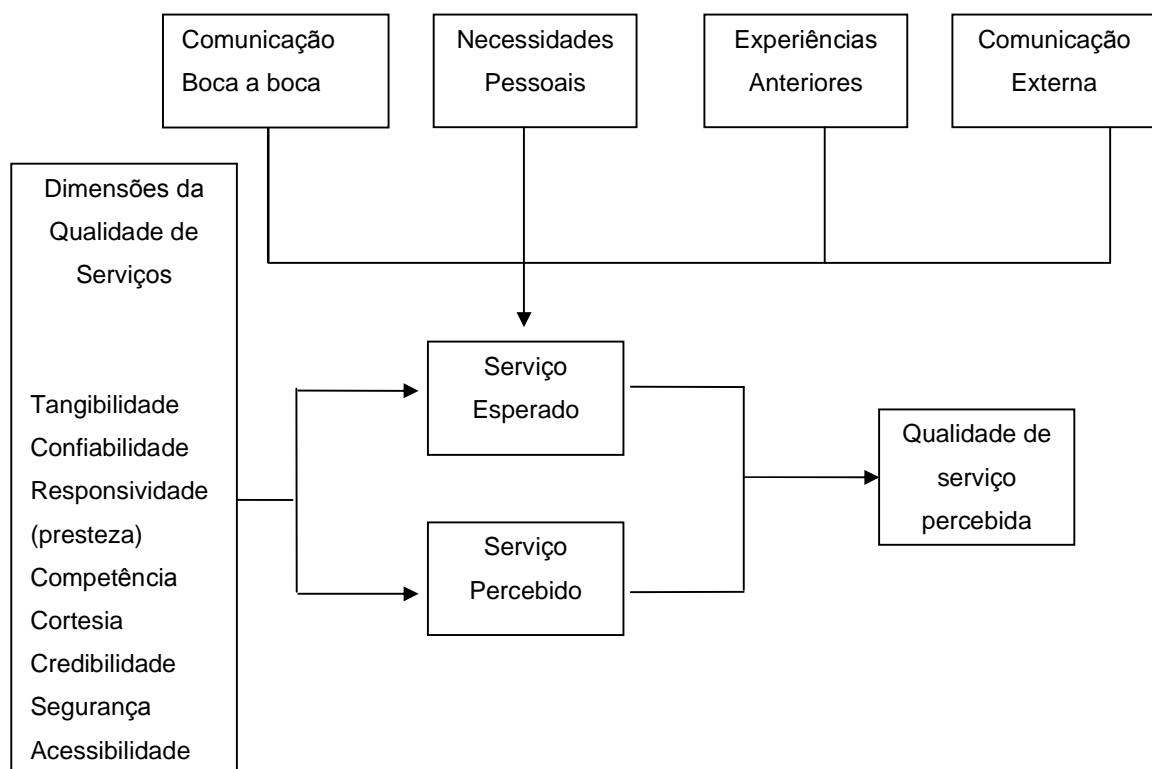 Comunicação
Boca a boca
Necessidades
Pessoais
Experiências
Anteriores
Comunicação
Externa
Dimensões da
Qualidade de
Serviços
Tangibilidade
Confiabilidade
Responsividade
(presteza)
Competência
Cortesia
Credibilidade
Segurança
Acessibilidade
Serviço
Esperado
Serviço
Percebido
Qualidade de
serviço
percebida